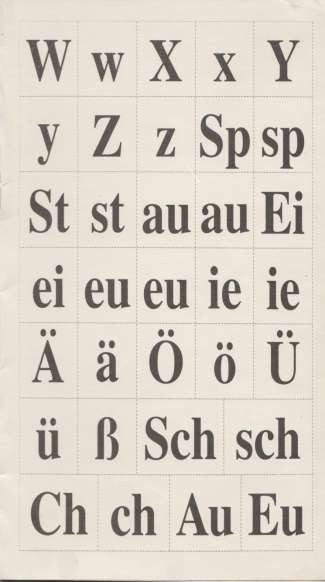 W w X x Y
y Z z Sp sp
St st au au Ei
ei eu eu ie ie
Ä ä Ö ö Ü
ü ß Sch sch
Ch ch Au Eu